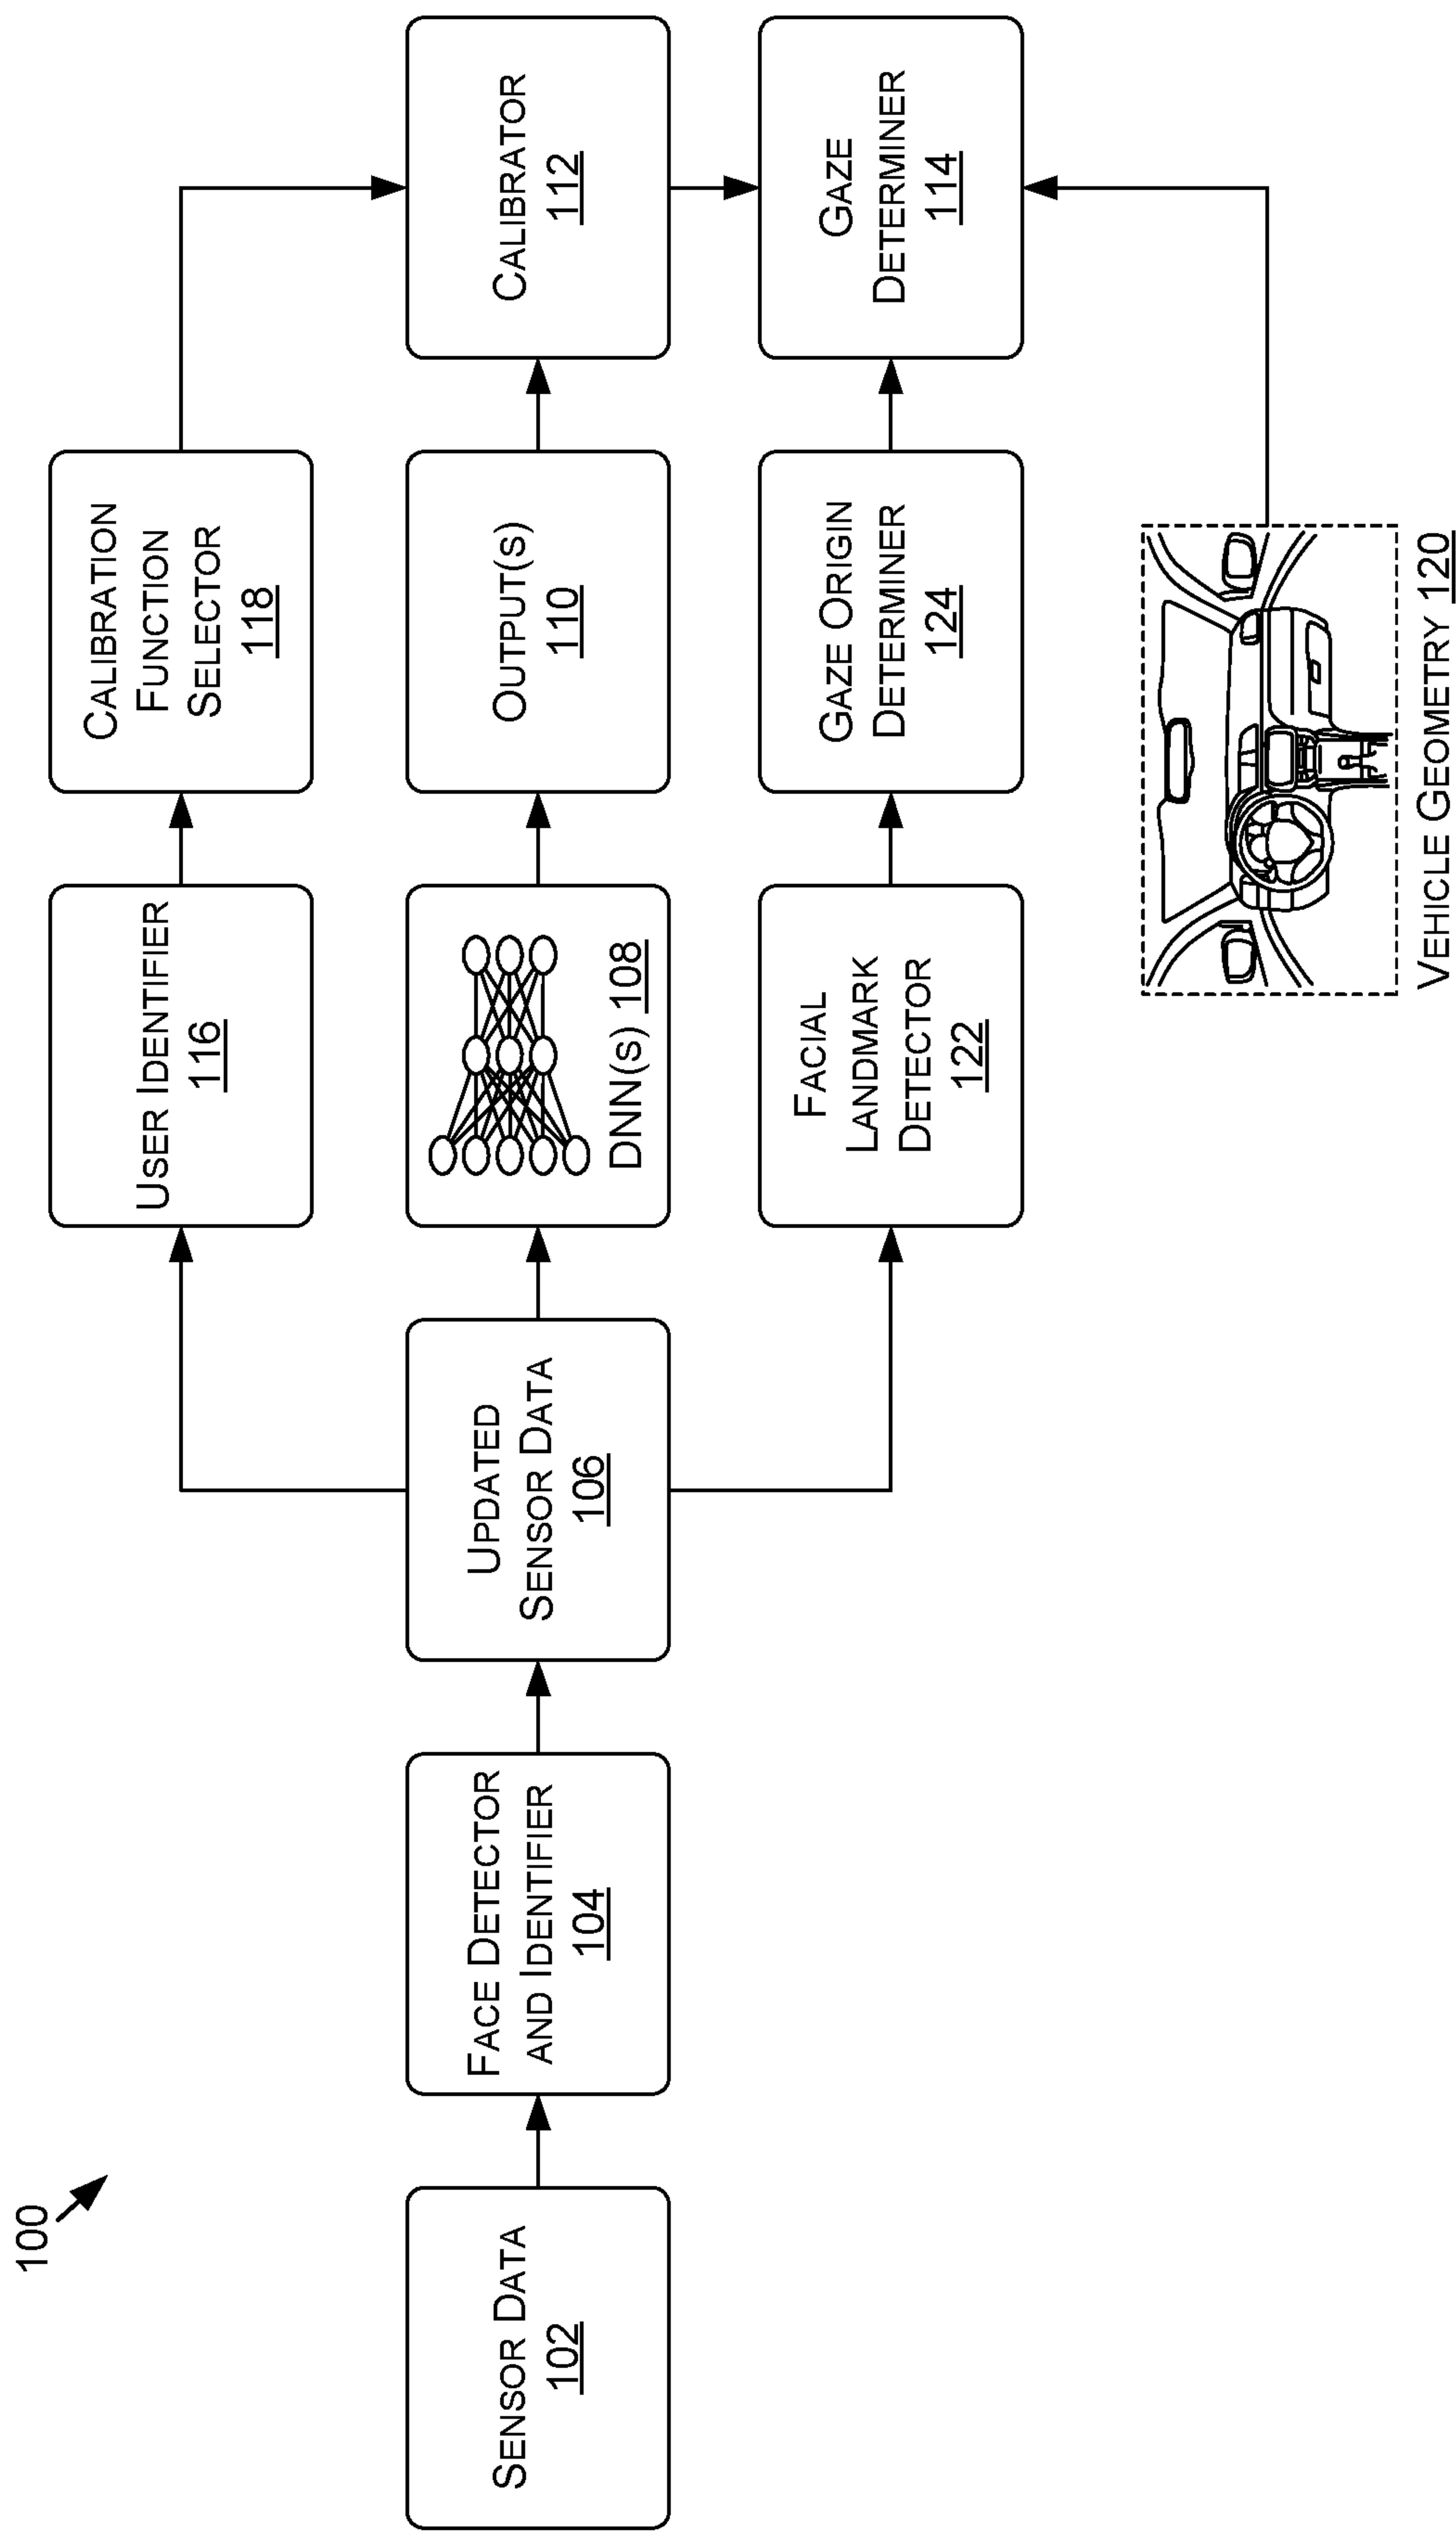 100
SENSOR DATA
102
FACE DETECTOR
AND IDENTIFIER
104
UPDATED
SENSOR DATA
106
USER IDENTIFIER
116
DNN(S) 108
FACIAL
LANDMARK
DETECTOR
122
CALIBRATION
FUNCTION
SELECTOR
118
OUTPUT(S)
110
GAZE ORIGIN
DETERMINER
124
CALIBRATOR
112
GAZE
DETERMINER
114
VEHICLE GEOMETRY 120